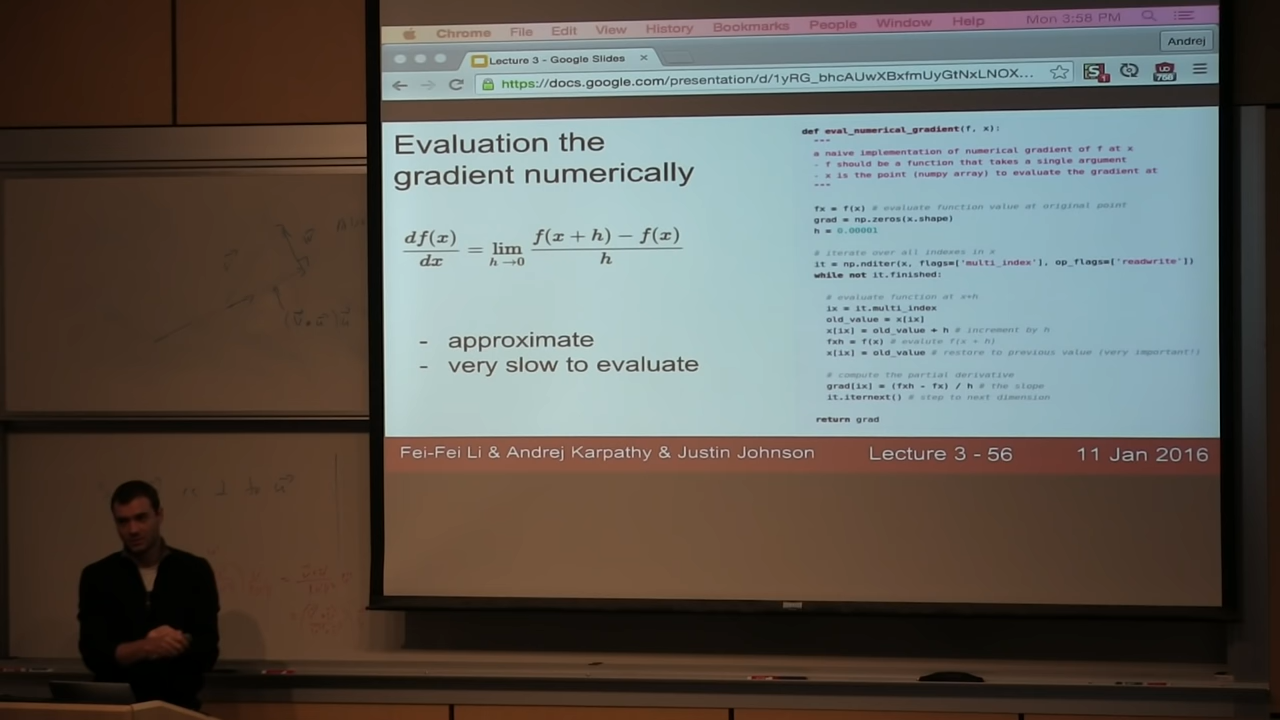 Chrome File Edit View History Bookmarks People Window Help Mon 3:58 PM
Lecture 3 - Google Slides
Andrej
https://docs.google.com/presentation/d/1yRG_bhcAUwXBxfmUyGtNxLNOX...
Evaluation the
gradient numerically
df(x)/dx = lim h→0 f(x + h) − f(x)/h
- approximate
- very slow to evaluate
def eval_numerical_gradient(f, x):
"""
a naive implementation of numerical gradient of f at x
- f should be a function that takes a single argument
- x is the point (numpy array) to evaluate the gradient at
"""
fx = f(x) # evaluate function value at original point
grad = np.zeros(x.shape)
h = 0.00001
# iterate over all indexes in x
it = np.nditer(x, flags=['multi_index'], op_flags=['readwrite'])
while not it.finished:
# evaluate function at x+h
ix = it.multi_index
old_value = x[ix]
x[ix] = old_value + h # increment by h
fxh = f(x) # evalute f(x + h)
x[ix] = old_value # restore to previous value (very important!)
# compute the partial derivative
grad[ix] = (fxh - fx) / h # the slope
it.iternext() # step to next dimension
return grad
Fei-Fei Li & Andrej Karpathy & Justin Johnson Lecture 3 - 56 11 Jan 2016